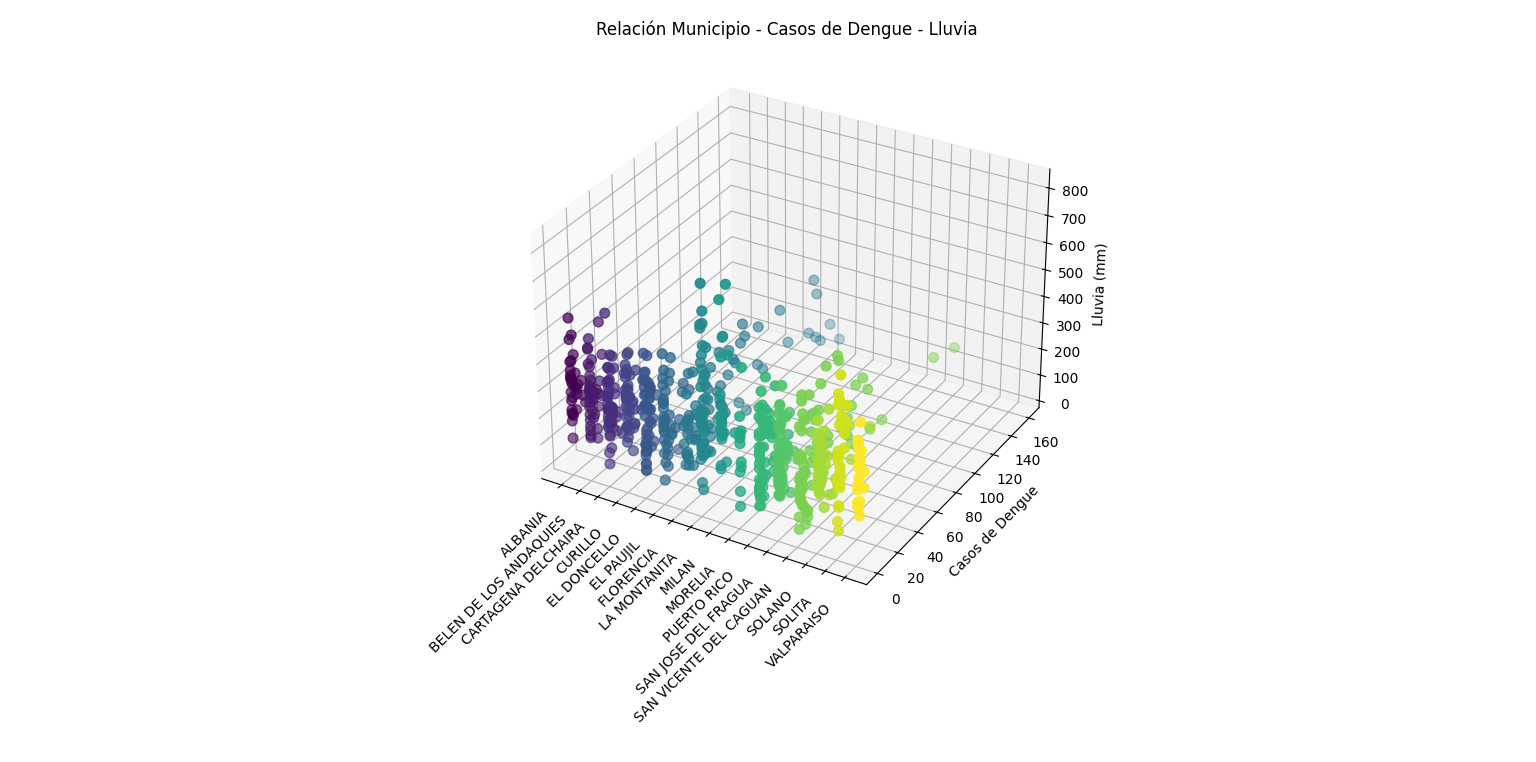 Relación Municipio - Casos de Dengue - Lluvia
800
700
600
500
400
300
200
100
0
Lluvia (mm)
160
140
120
100
80
60
40
20
0
Casos de Dengue
ALBANIA
BELEN DE LOS ANDAQUIES
CARTAGENA DELCHAIRA
CURILLO
EL DONCELLO
EL PAUJIL
FLORENCIA
LA MONTANITA
MILAN
MORELIA
PUERTO RICO
SAN JOSE DEL FRAGUA
SAN VICENTE DEL CAGUAN
SOLANO
SOLITA
VALPARAISO